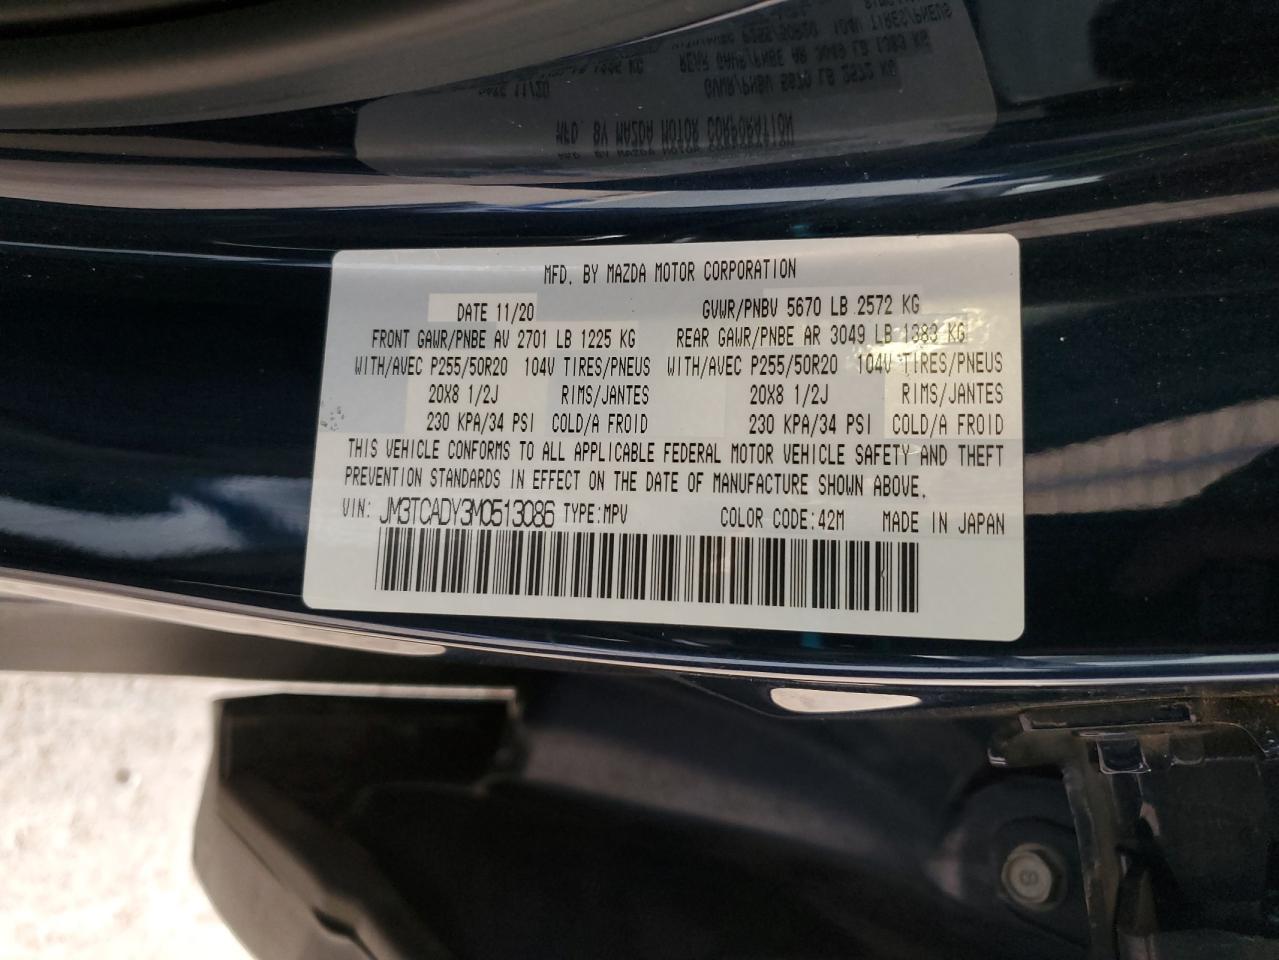 MFD. BY MAZDA MOTOR CORPORATION
DATE 11/20 GVWR/PNBV 5670 LB 2572 KG
FRONT GAWR/PNBE AV 2701 LB 1225 KG REAR GAWR/PNBE AR 3049 LB 1383 KG
WITH/AVEC P255/50R20 104V TIRES/PNEUS WITH/AVEC P255/50R20 104V TIRES/PNEUS
20X8 1/2J RIMS/JANTES 20X8 1/2J RIMS/JANTES
230 KPA/34 PSI COLD/A FROID 230 KPA/34 PSI COLD/A FROID
THIS VEHICLE CONFORMS TO ALL APPLICABLE FEDERAL MOTOR VEHICLE SAFETY AND THEFT
PREVENTION STANDARDS IN EFFECT ON THE DATE OF MANUFACTURE SHOWN ABOVE.
VIN: JM3TCADY3M0513086 TYPE:MPV COLOR CODE:42M MADE IN JAPAN
8